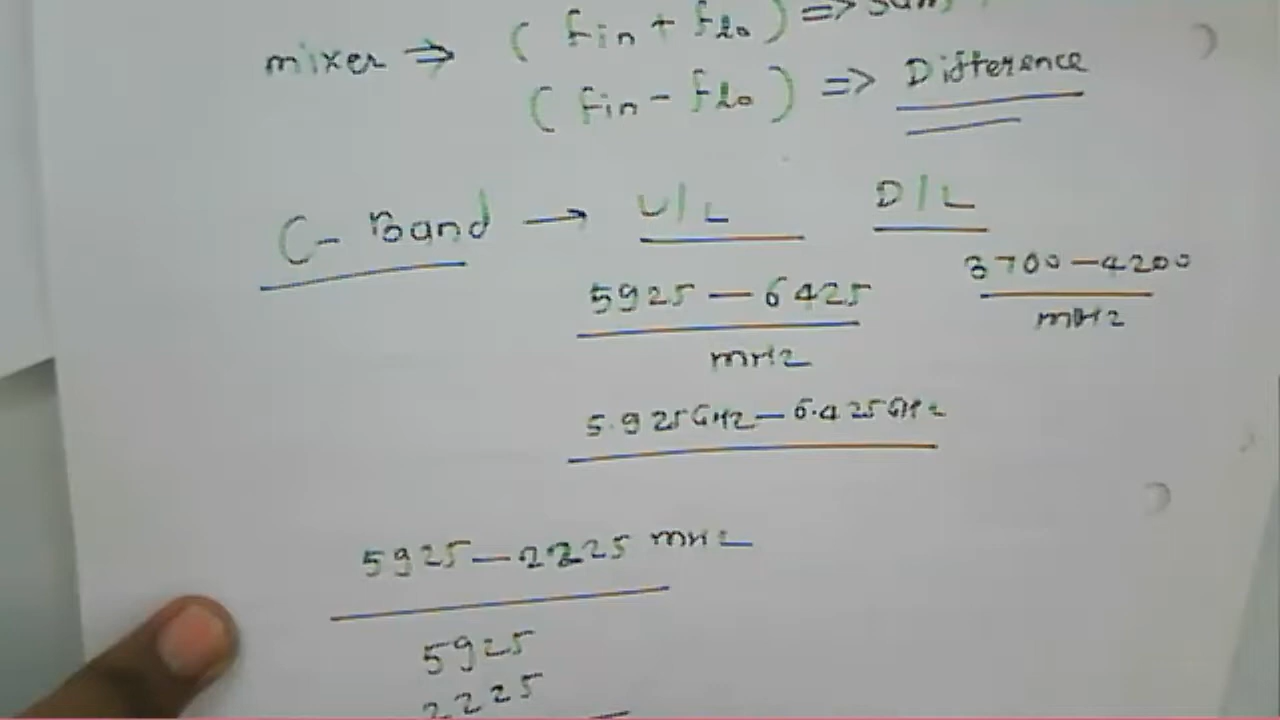 (fin + flo) => Sum
mixer => (fin - flo) => Difference
C-Band → U/L D/L
5925 — 6425 3700 — 4200
MHz MHz
5.925GHz — 6.425GHz
5925 — 2225 MHz
5925
2225